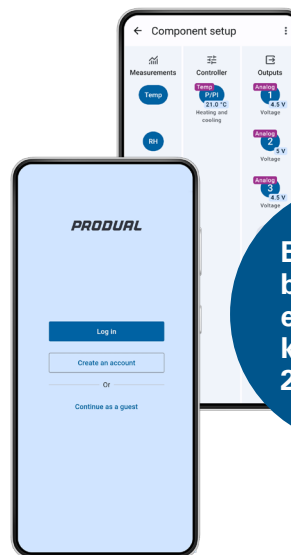 Component setup
Measurements Controller Outputs
Temp
Temp
P/PI
21.0 °C
Heating and
cooling
RH
Analog
1
4.5 V
Voltage
Analog
2
5 V
Voltage
Analog
3
4.5 V
Voltage
PRODUAL
Log in
Create an account
Or
Continue as a guest